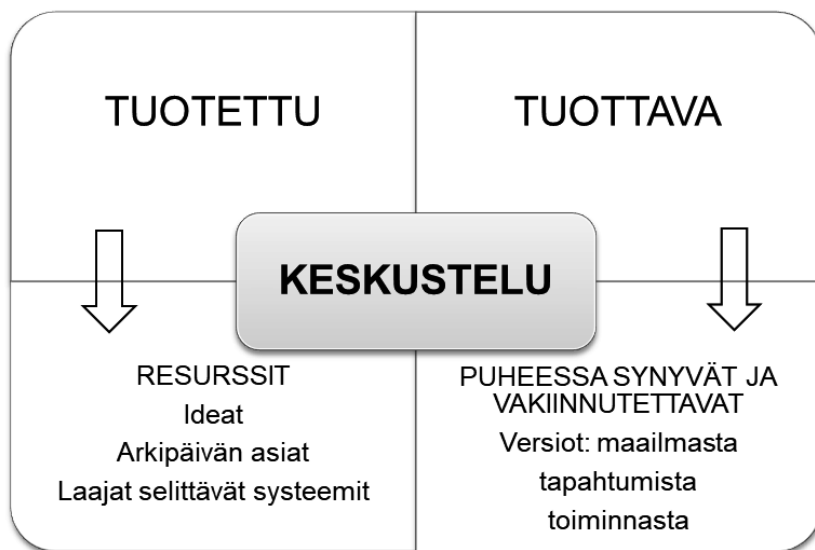 TUOTETTU
TUOTTAVA
KESKUSTELU
RESURSSIT
Ideat
Arkipäivän asiat
Laajat selittävät systeemit
PUHEESSA SYNYVÄT JA
VAKIINNUTETTAVAT
Versiot: maailmasta
tapahtumista
toiminnasta